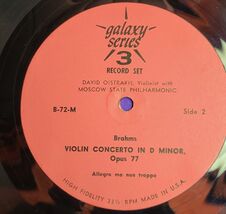 galaxy
series
3
RECORD SET
DAVID OISTRAKH, Violinist with
MOSCOW STATE PHILHARMONIC
B-72-M
Side 2
Brahms
VIOLIN CONCERTO IN D MINOR,
Opus 77
Allegro ma non troppo
HIGH FIDELITY 33⅓ RPM MADE IN U.S.A.